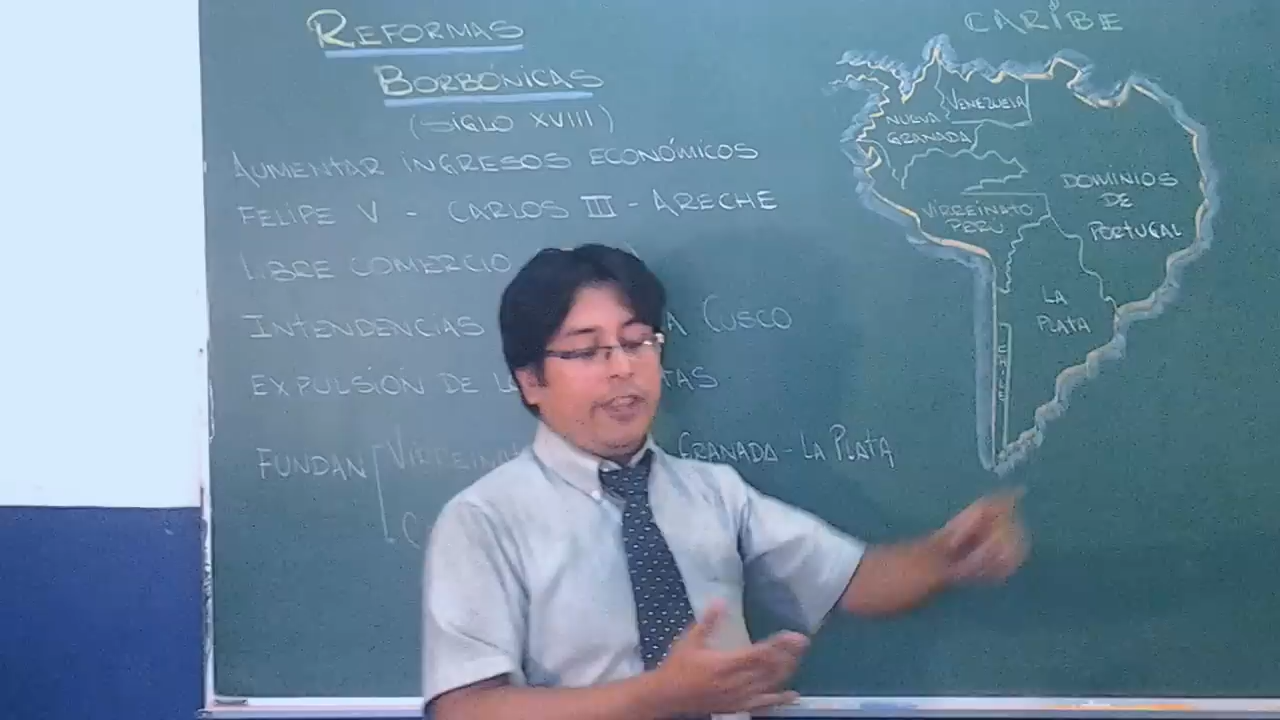 REFORMAS
BORBÓNICAS
(SIGLO XVIII)
AUMENTAR INGRESOS ECONÓMICOS
FELIPE V - CARLOS III - ARECHE
LIBRE COMERCIO
INTENDENCIAS CUSCO
EXPULSIÓN DE
FUNDAN GRANADA - LA PLATA
CARIBE
VENEZUELA
NUEVA
GRANADA
DOMINIOS
DE
PORTUGAL
VIRREINATO
PERU
LA
PLATA
CHILE